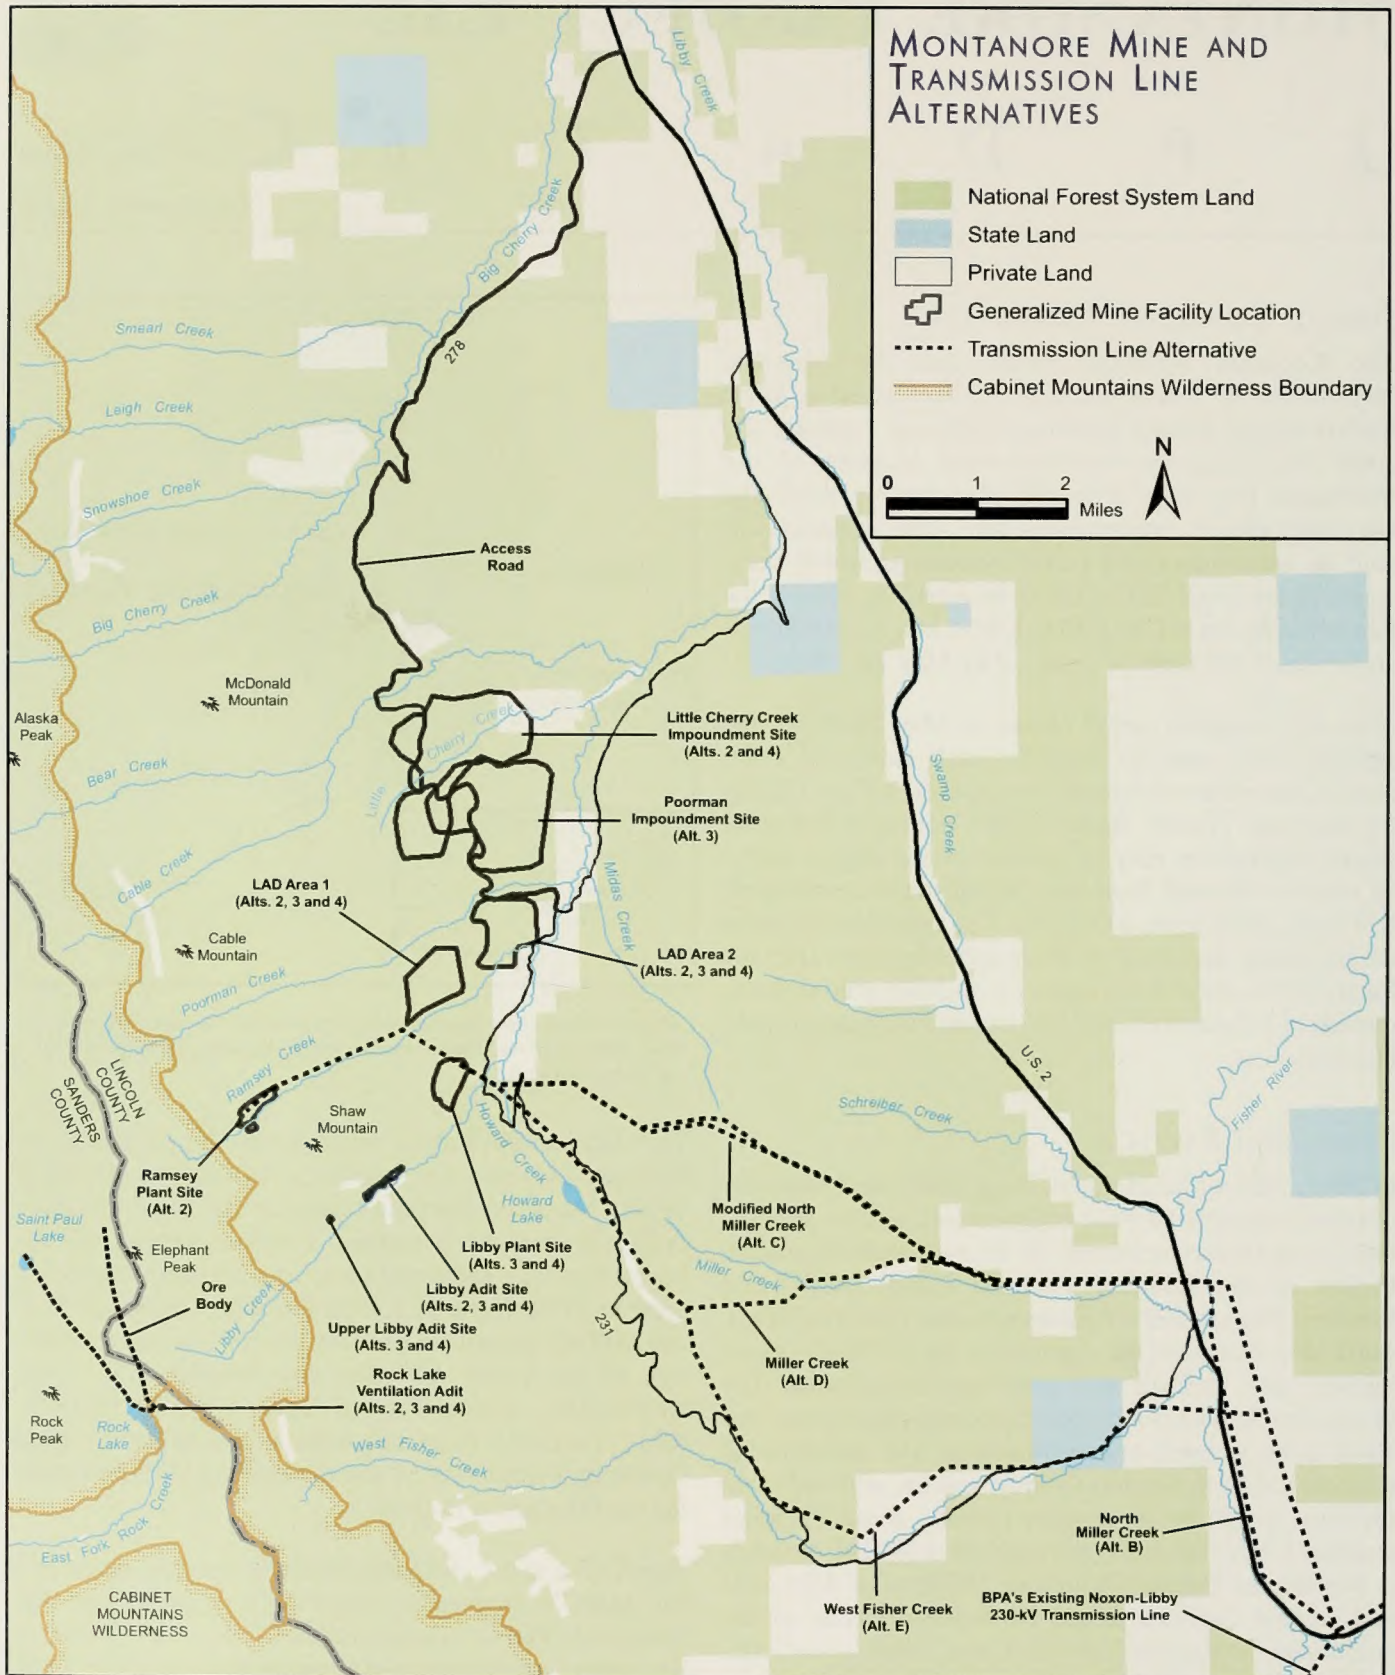 MONTANORE MINE AND
TRANSMISSION LINE
ALTERNATIVES
National Forest System Land
State Land
Private Land
Generalized Mine Facility Location
Transmission Line Alternative
Cabinet Mountains Wilderness Boundary
N
0 1 2
Miles
Libby Creek
Big Cherry Creek
Smearl Creek
278
Leigh Creek
Snowshoe Creek
Access
Road
Big Cherry Creek
McDonald
Mountain
Alaska
Peak
Little Cherry Creek
Impoundment Site
(Alts. 2 and 4)
Little Cherry Creek
Bear Creek
Swamp Creek
Poorman
Impoundment Site
(Alt. 3)
Cable Creek
Midas Creek
LAD Area 1
(Alts. 2, 3 and 4)
Cable
Mountain
LAD Area 2
(Alts. 2, 3 and 4)
Poorman Creek
Ramsey Creek
LINCOLN
COUNTY
SANDERS
COUNTY
U.S. 2
Fisher River
Schreiber Creek
Shaw
Mountain
Howard Creek
Ramsey
Plant Site
(Alt. 2)
Howard
Lake
Modified North
Miller Creek
(Alt. C)
Saint Paul
Lake
Elephant
Peak
Libby Plant Site
(Alts. 3 and 4)
Miller Creek
Ore
Body
Libby Adit Site
(Alts. 2, 3 and 4)
Libby Creek
231
Upper Libby Adit Site
(Alts. 3 and 4)
Miller Creek
(Alt. D)
Rock Lake
Ventilation Adit
(Alts. 2, 3 and 4)
Rock
Peak
Rock
Lake
West Fisher Creek
East Fork Rock Creek
North
Miller Creek
(Alt. B)
CABINET
MOUNTAINS
WILDERNESS
West Fisher Creek
(Alt. E)
BPA's Existing Noxon-Libby
230-kV Transmission Line